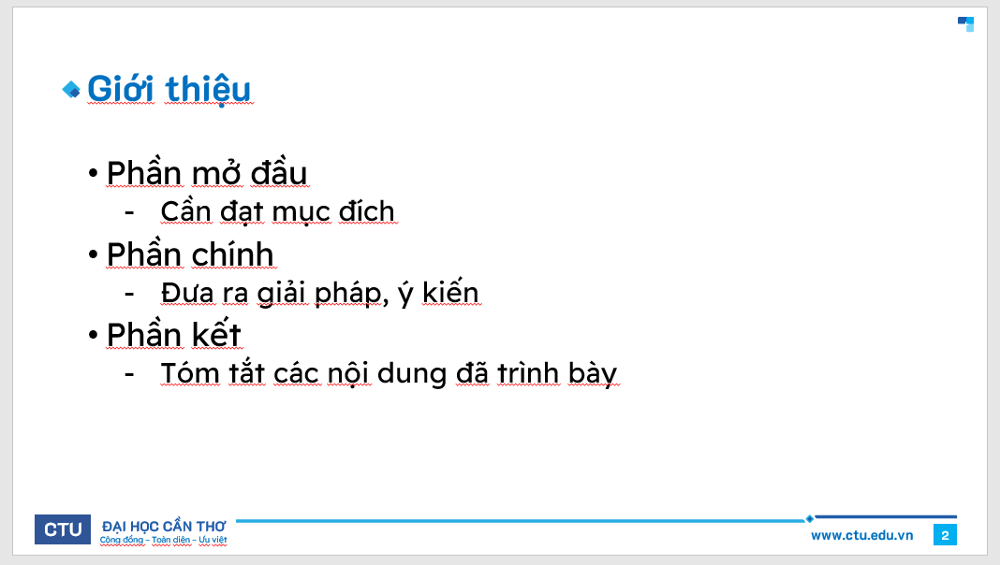 Giới thiệu
• Phần mở đầu
- Cần đạt mục đích
• Phần chính
- Đưa ra giải pháp, ý kiến
• Phần kết
- Tóm tắt các nội dung đã trình bày
CTU
ĐẠI HỌC CẦN THƠ
Cộng đồng – Toàn diện – Ưu việt
www.ctu.edu.vn
2